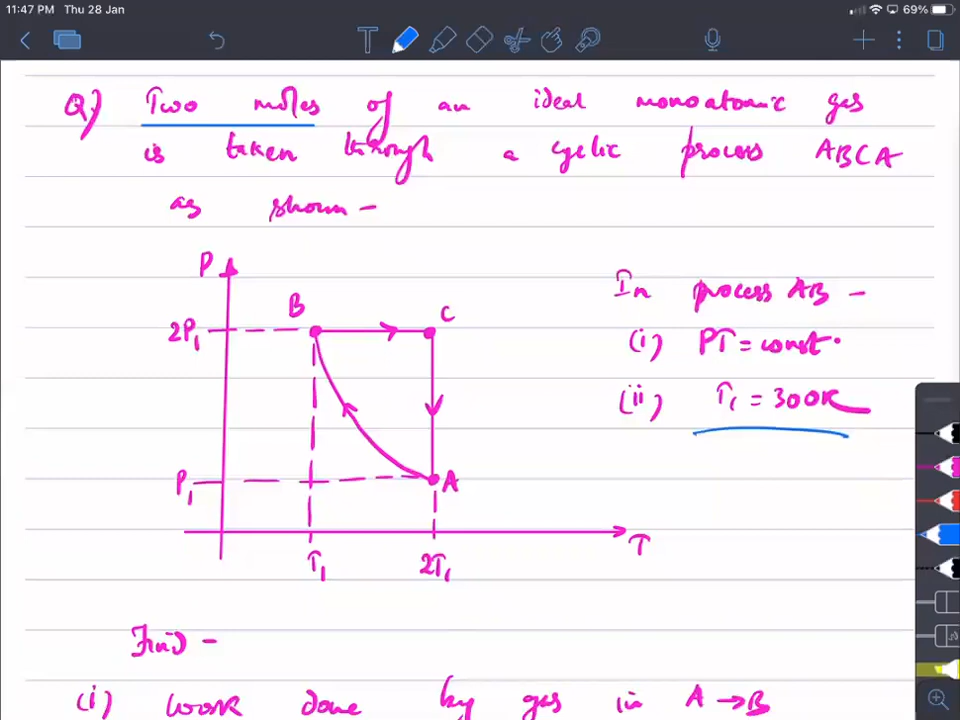 11:47 PM Thu 28 Jan
69%
Q) Two moles of an ideal monoatomic gas
is taken through a cyclic process ABCA
as shown -
P
B
C
2P₁
P₁
A
T₁
2T₁
T
In process AB -
(i) PT = const.
(ii) T₁ = 300K
Find -
(i) work done by gas in A → B